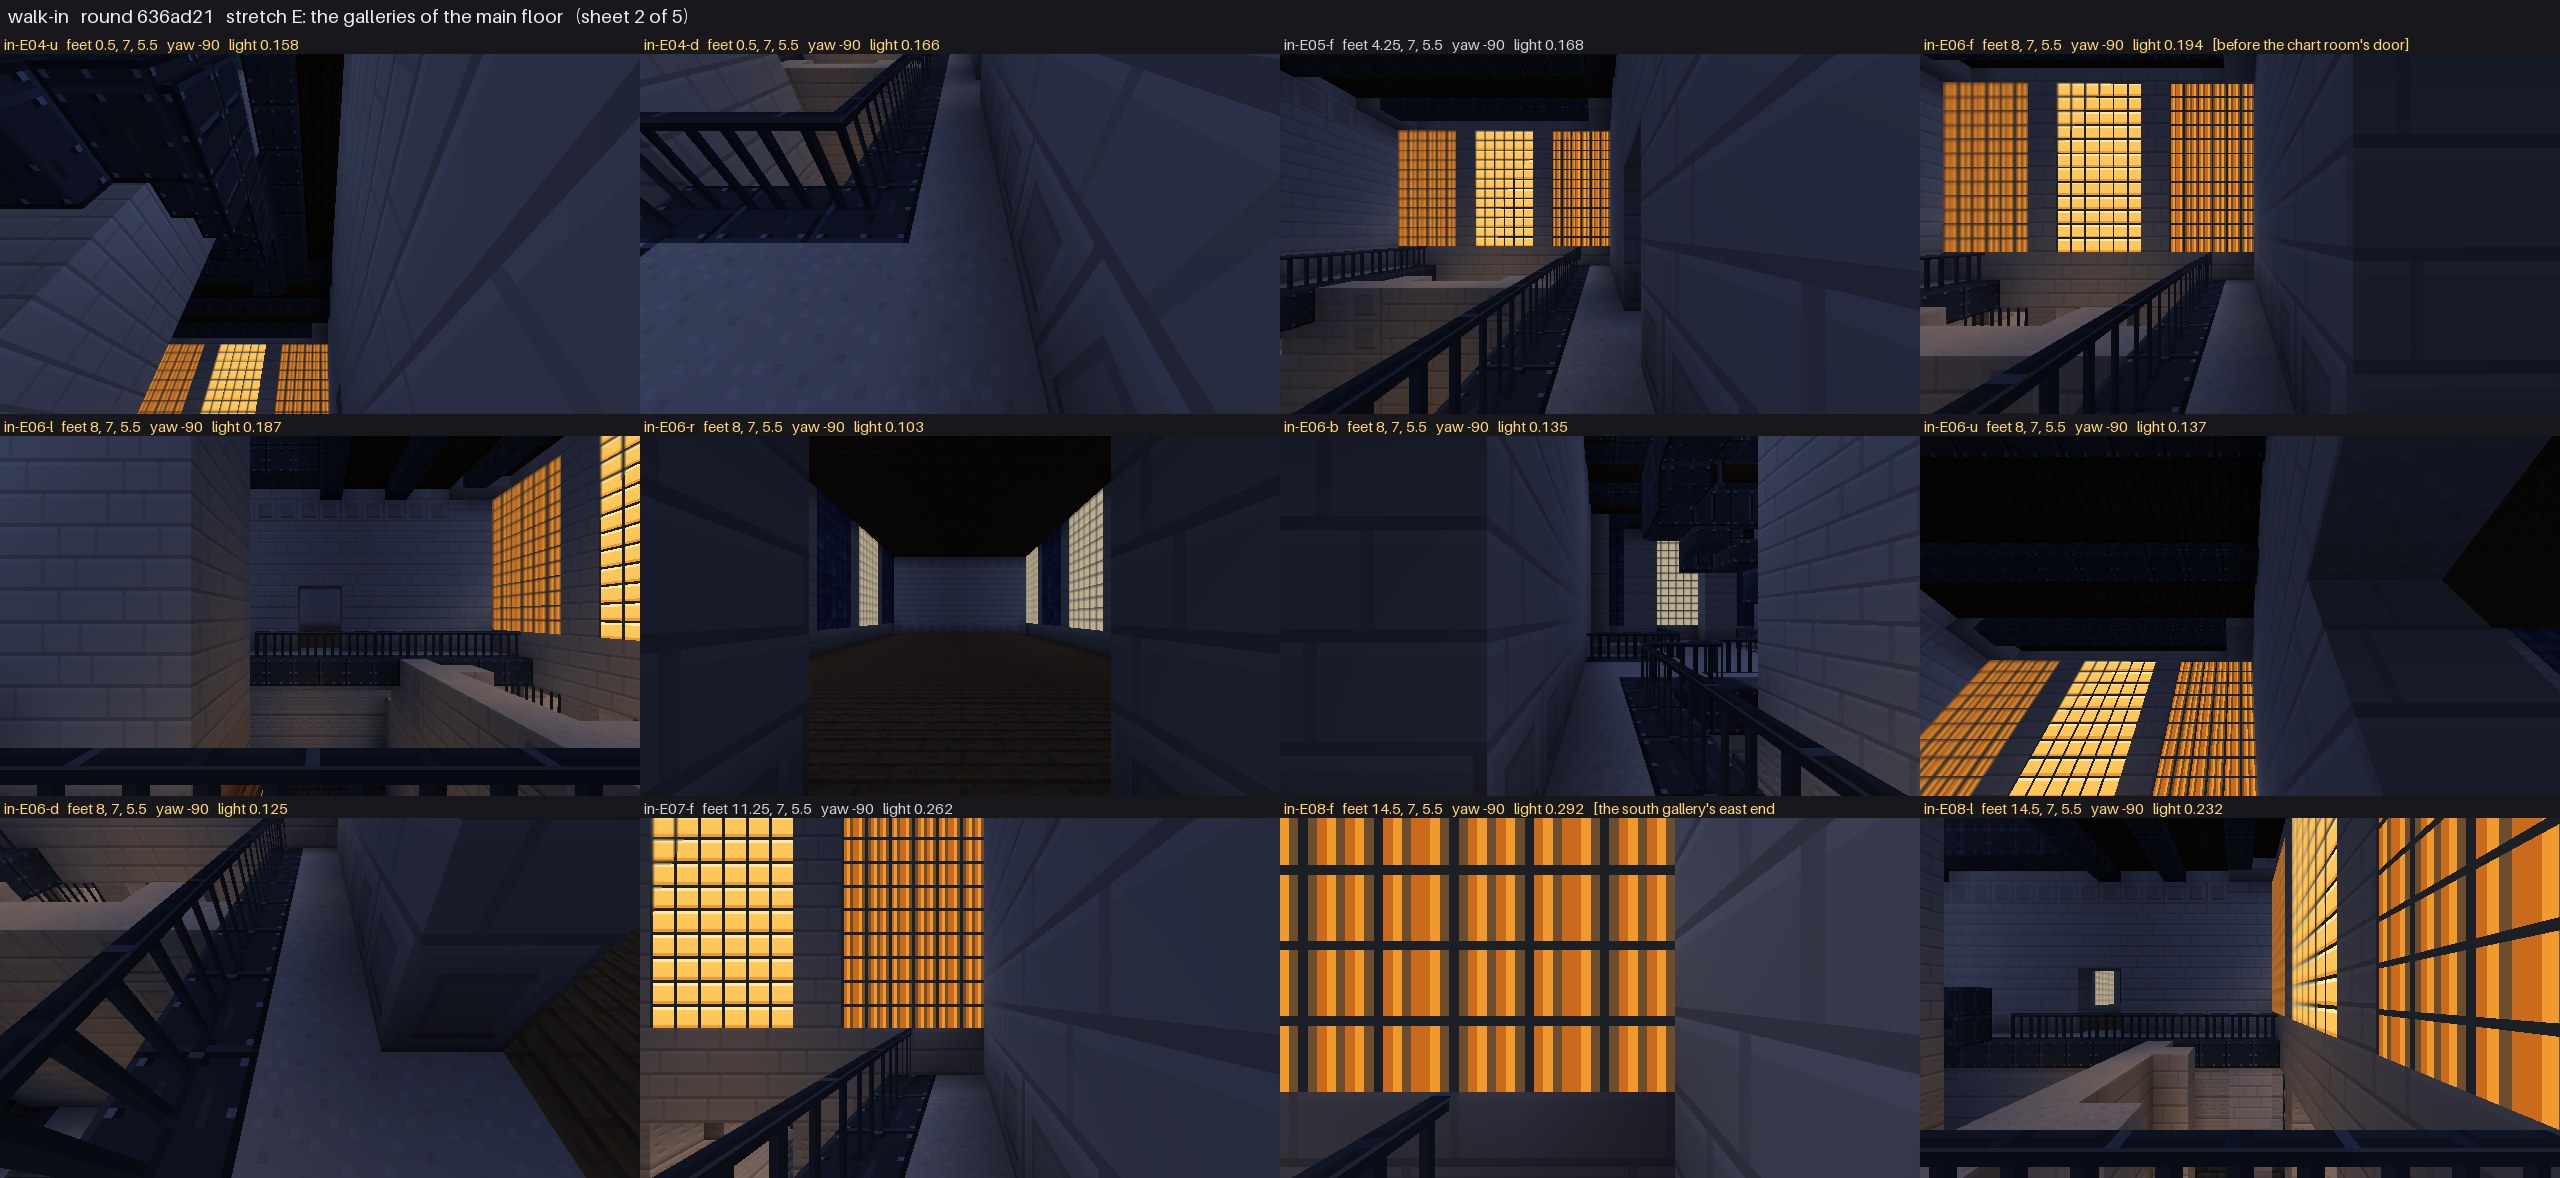 walk-in round 636ad21 stretch E: the galleries of the main floor (sheet 2 of 5)
in-E04-u feet 0.5, 7, 5.5 yaw -90 light 0.158
in-E04-d feet 0.5, 7, 5.5 yaw -90 light 0.166
in-E05-f feet 4.25, 7, 5.5 yaw -90 light 0.168
in-E06-f feet 8, 7, 5.5 yaw -90 light 0.194 [before the chart room's door]
in-E06-l feet 8, 7, 5.5 yaw -90 light 0.187
in-E06-r feet 8, 7, 5.5 yaw -90 light 0.103
in-E06-b feet 8, 7, 5.5 yaw -90 light 0.135
in-E06-u feet 8, 7, 5.5 yaw -90 light 0.137
in-E06-d feet 8, 7, 5.5 yaw -90 light 0.125
in-E07-f feet 11.25, 7, 5.5 yaw -90 light 0.262
in-E08-f feet 14.5, 7, 5.5 yaw -90 light 0.292 [the south gallery's east end
in-E08-l feet 14.5, 7, 5.5 yaw -90 light 0.232